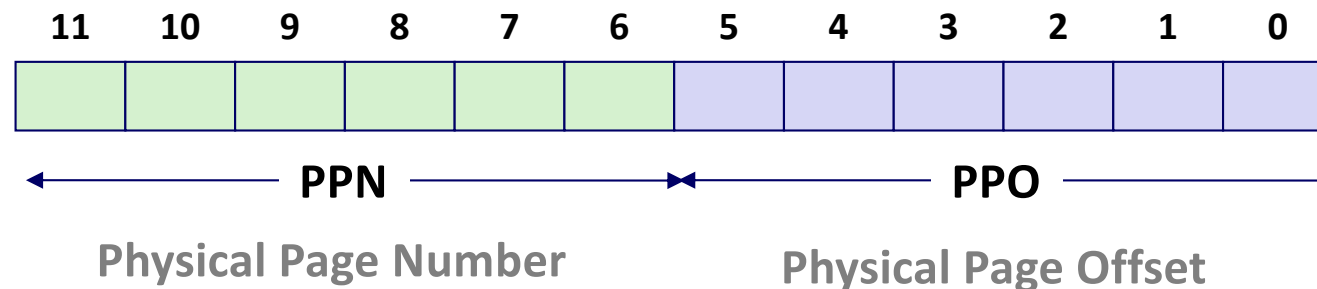 11 10 9 8 7 6 5 4 3 2 1 0
PPN PPO
Physical Page Number Physical Page Offset